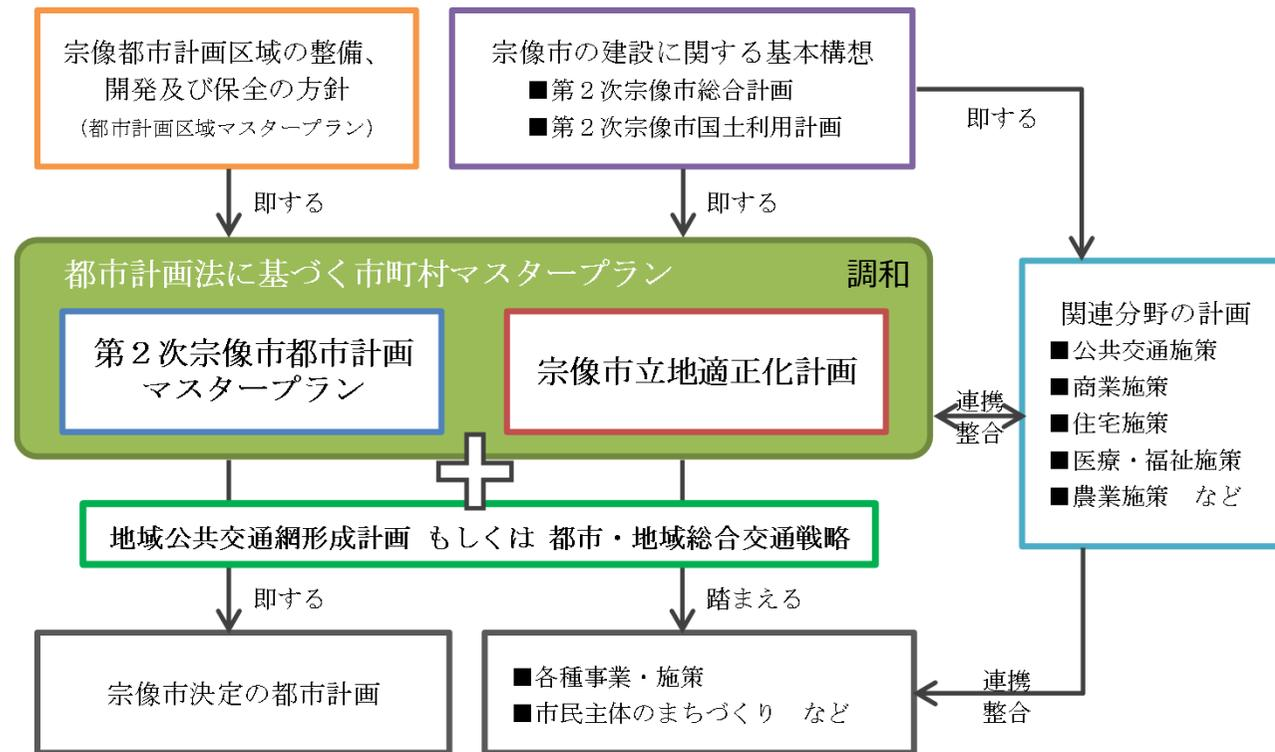 宗像都市計画区域の整備、
開発及び保全の方針
（都市計画区域マスタープラン）
宗像市の建設に関する基本構想
■第２次宗像市総合計画
■第２次宗像市国土利用計画
即する
即する
即する
都市計画法に基づく市町村マスタープラン
調和
第２次宗像市都市計画
マスタープラン
宗像市立地適正化計画
連携
整合
関連分野の計画
■公共交通施策
■商業施策
■住宅施策
■医療・福祉施策
■農業施策　など
地域公共交通網形成計画 もしくは 都市・地域総合交通戦略
即する
踏まえる
宗像市決定の都市計画
■各種事業・施策
■市民主体のまちづくり　など
連携
整合